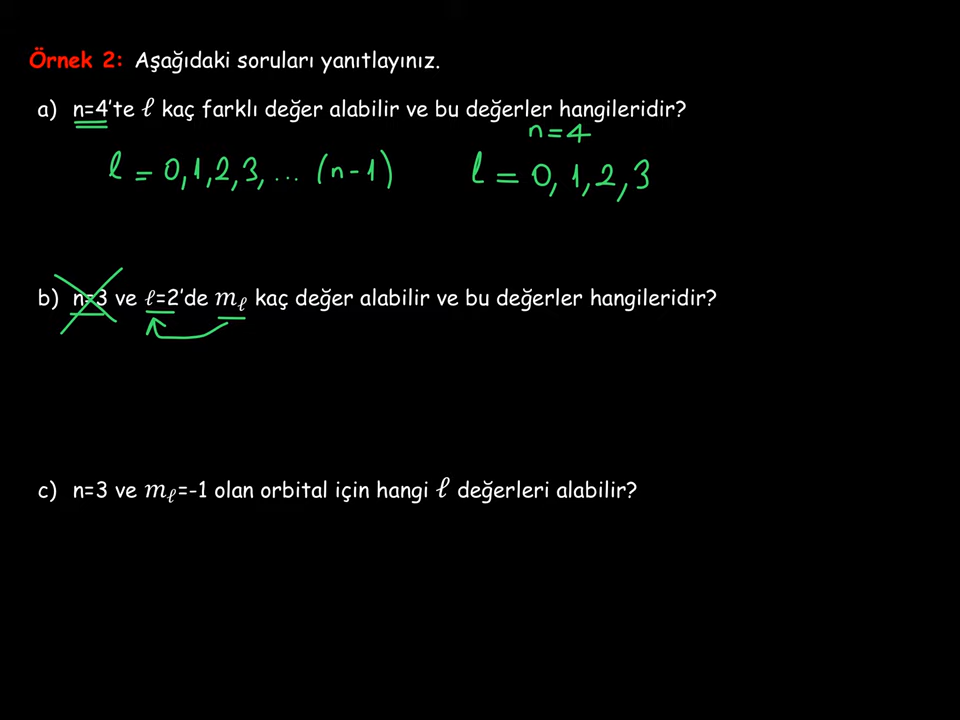 Örnek 2: Aşağıdaki soruları yanıtlayınız.
a) n=4'te ℓ kaç farklı değer alabilir ve bu değerler hangileridir?
n=4
ℓ = 0,1,2,3,... (n-1)
ℓ = 0,1,2,3
b) n=3 ve ℓ=2'de mℓ kaç değer alabilir ve bu değerler hangileridir?
c) n=3 ve mℓ=-1 olan orbital için hangi ℓ değerleri alabilir?